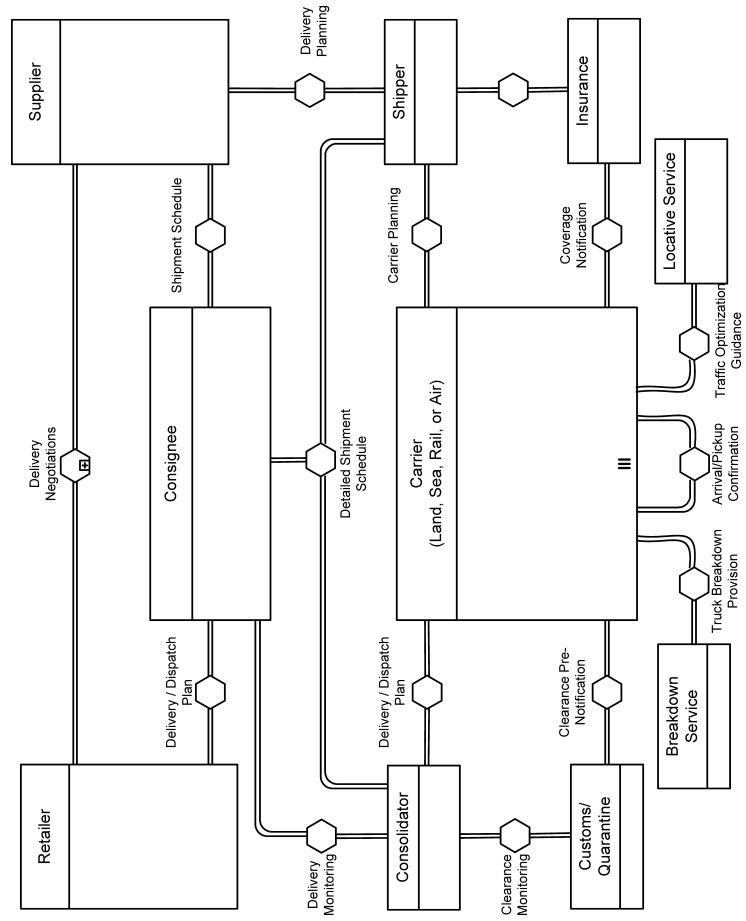 Retailer
Delivery
Negotiations
Supplier
Delivery / Dispatch
Plan
Consignee
Shipment Schedule
Delivery
Monitoring
Detailed Shipment
Schedule
Delivery
Planning
Consolidator
Delivery / Dispatch
Plan
Carrier
(Land, Sea, Rail, or Air)
Carrier Planning
Shipper
Clearance
Monitoring
Customs/
Quarantine
Clearance Pre-
Notification
Coverage
Notification
Insurance
Breakdown
Service
Truck Breakdown
Provision
Arrival/Pickup
Confirmation
Traffic Optimization
Guidance
Locative Service